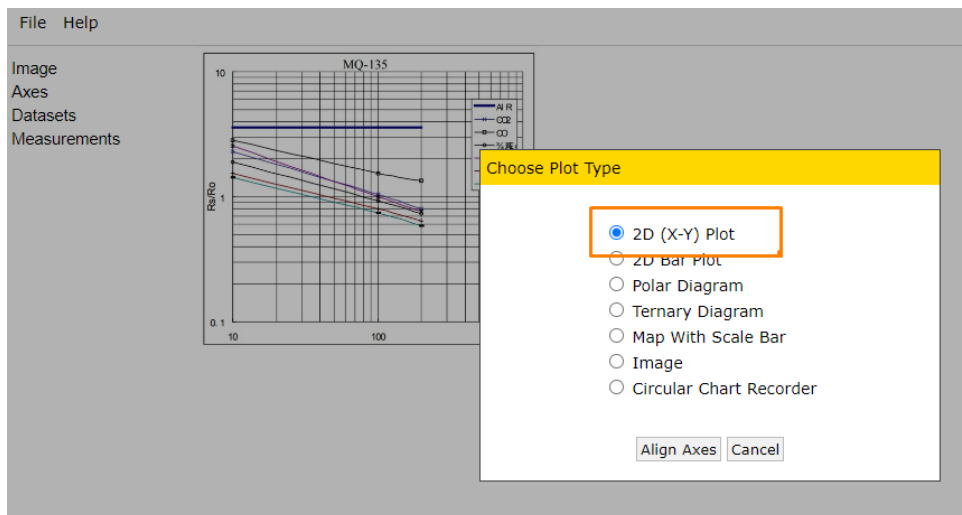 File Help
Image
Axes
Datasets
Measurements
MQ-135
10
AIR
CO2
CO
Rs/Ro
1
0.1
10
100
Choose Plot Type
2D (X-Y) Plot
2D Bar Plot
Polar Diagram
Ternary Diagram
Map With Scale Bar
Image
Circular Chart Recorder
Align Axes Cancel